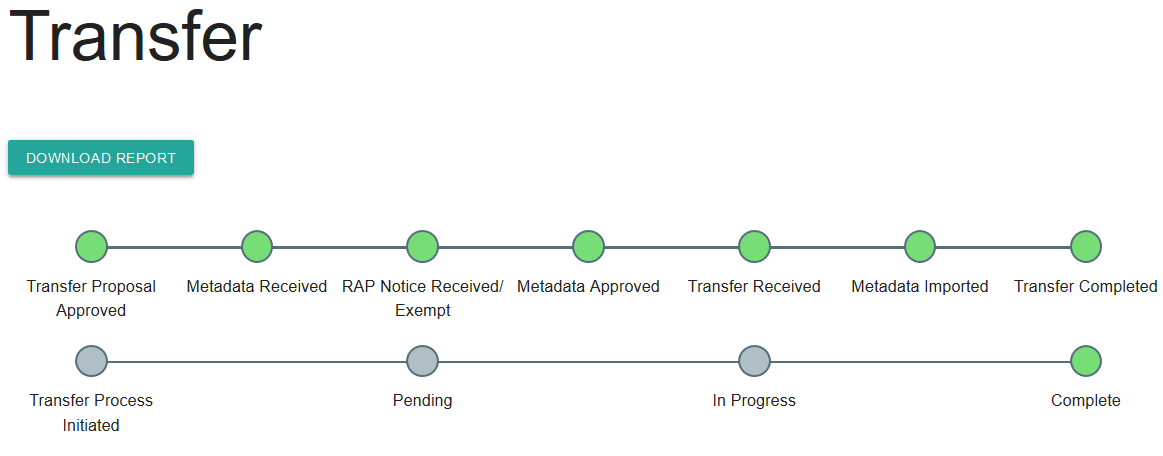 Transfer
DOWNLOAD REPORT
Transfer Proposal Approved
Metadata Received
RAP Notice Received/ Exempt
Metadata Approved
Transfer Received
Metadata Imported
Transfer Completed
Transfer Process Initiated
Pending
In Progress
Complete